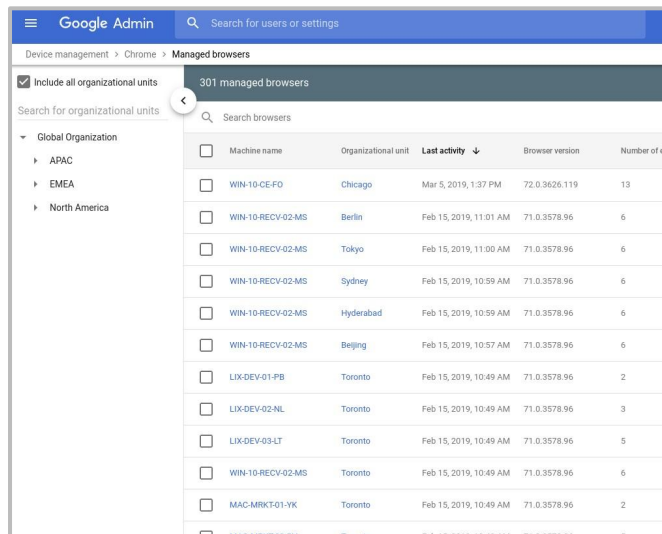 Google Admin
Search for users or settings
Device management > Chrome > Managed browsers
Include all organizational units
Search for organizational units
Global Organization
APAC
EMEA
North America
301 managed browsers
Search browsers
Machine name Organizational unit Last activity Browser version Number of
WIN-10-CE-FO Chicago Mar 5, 2019, 1:37 PM 72.0.3626.119 13
WIN-10-RECV-02-MS Berlin Feb 15, 2019, 11:01 AM 71.0.3578.96 6
WIN-10-RECV-02-MS Tokyo Feb 15, 2019, 11:00 AM 71.0.3578.96 6
WIN-10-RECV-02-MS Sydney Feb 15, 2019, 10:59 AM 71.0.3578.96 6
WIN-10-RECV-02-MS Hyderabad Feb 15, 2019, 10:59 AM 71.0.3578.96 6
WIN-10-RECV-02-MS Beijing Feb 15, 2019, 10:57 AM 71.0.3578.96 6
LIX-DEV-01-PB Toronto Feb 15, 2019, 10:49 AM 71.0.3578.96 2
LIX-DEV-02-NL Toronto Feb 15, 2019, 10:49 AM 71.0.3578.96 3
LIX-DEV-03-LT Toronto Feb 15, 2019, 10:49 AM 71.0.3578.96 5
WIN-10-RECV-02-MS Toronto Feb 15, 2019, 10:49 AM 71.0.3578.96 6
MAC-MRKT-01-YK Toronto Feb 15, 2019, 10:49 AM 71.0.3578.96 2